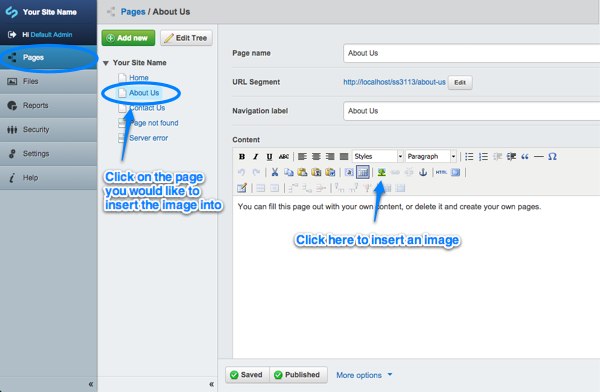 Your Site Name
Pages / About Us
Hi Default Admin
Pages
Files
Reports
Security
Settings
Help
«
Add new
Edit Tree
Your Site Name
Home
About Us
Contact Us
Page not found
Server error
Click on the page
you would like to
insert the image into
«
Page name
About Us
URL Segment
http://localhost/ss3113/about-us
Edit
Navigation label
About Us
Content
B I U ABC
Styles
Paragraph
HTML
You can fill this page out with your own content, or delete it and create your own pages.
Click here to insert an image
Saved
Published
More options